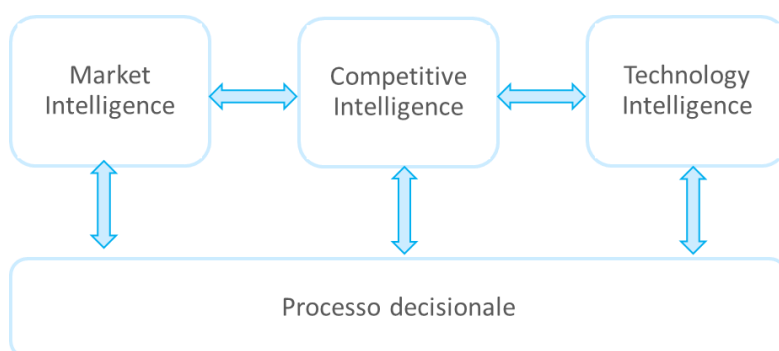 Market
Intelligence
Competitive
Intelligence
Technology
Intelligence
Processo decisionale